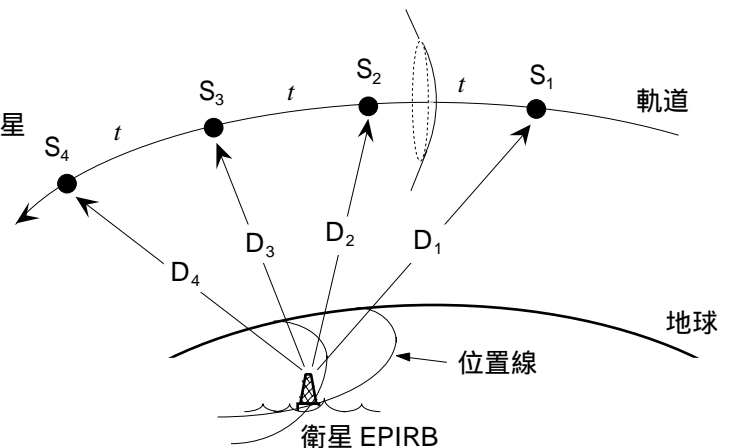 S₁
t
S₂
t
S₃
t
S₄
星
軌道
D₁
D₂
D₃
D₄
地球
位置線
衛星 EPIRB